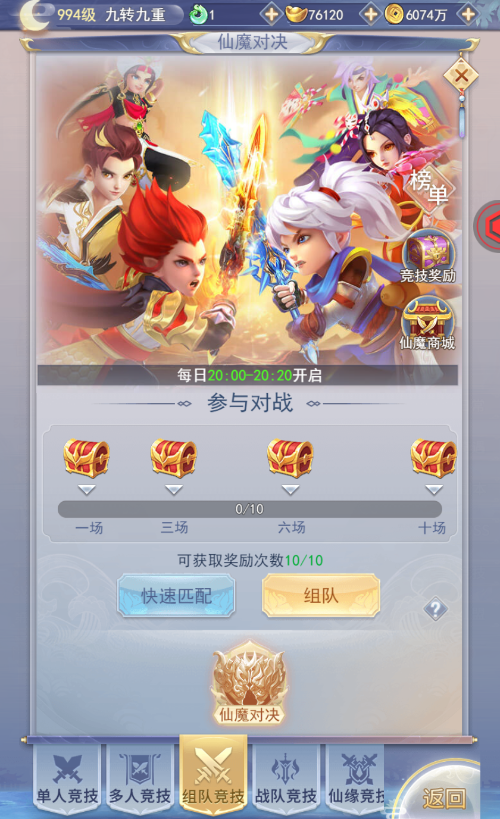 994级 九转九重 1 76120 6074万
仙魔对决
榜单
竞技奖励
仙魔商城
每日20:00-20:20开启
参与对战
0/10
一场 三场 六场 十场
可获取奖励次数10/10
快速匹配 组队
?
仙魔对决
单人竞技 多人竞技 组队竞技 战队竞技 仙缘竞技
返回